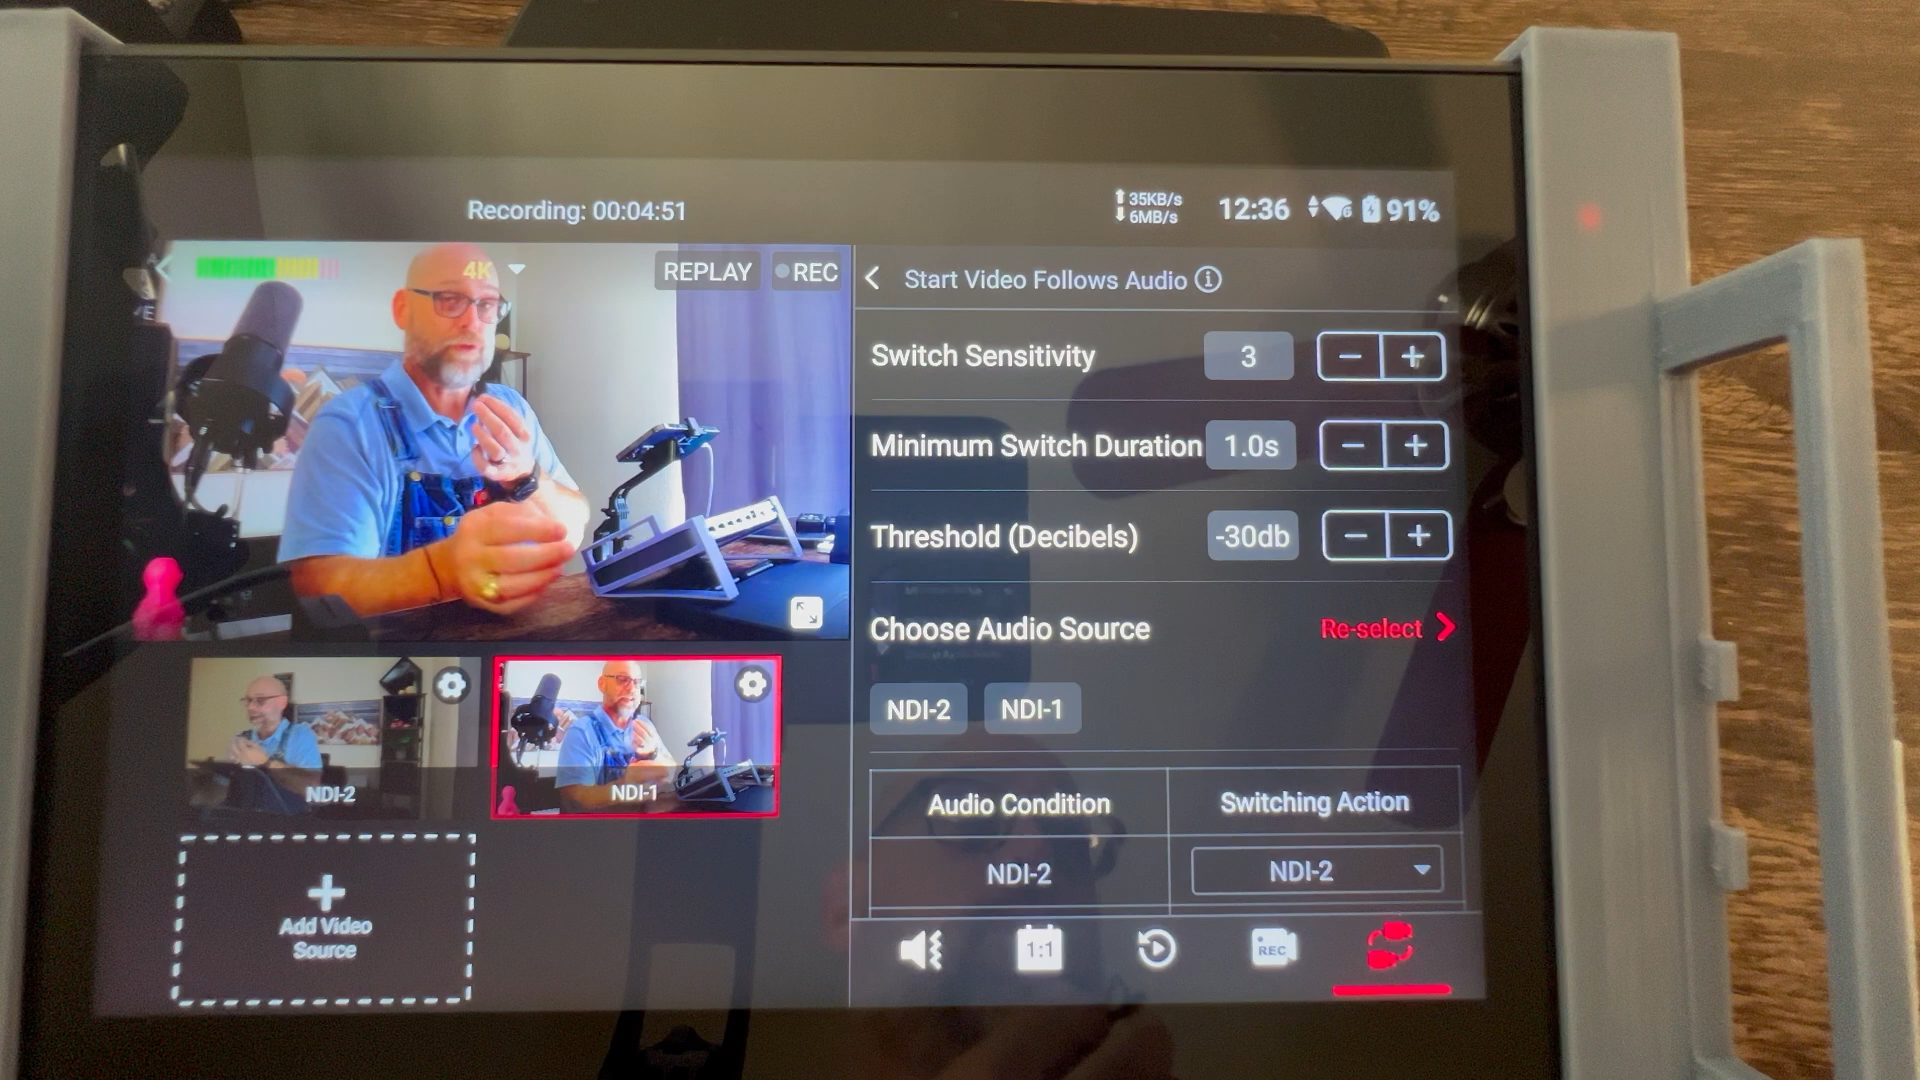 Recording: 00:04:51
35KB/s
6MB/s
12:36
91%
4K
REPLAY
REC
Start Video Follows Audio
Switch Sensitivity
3
− +
Minimum Switch Duration
1.0s
− +
Threshold (Decibels)
-30db
− +
Choose Audio Source
Re-select
NDI-2
NDI-1
Audio Condition
Switching Action
NDI-2
NDI-2
NDI-2
NDI-1
+
Add Video
Source
1:1
REC